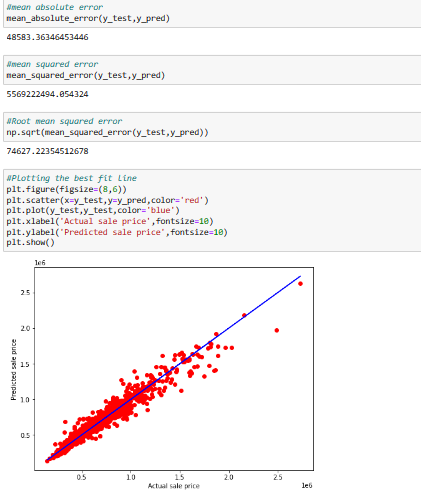 #mean absolute error
mean_absolute_error(y_test,y_pred)
48583.36346453446
#mean squared error
mean_squared_error(y_test,y_pred)
5569222494.054324
#Root mean squared error
np.sqrt(mean_squared_error(y_test,y_pred))
74627.22354512678
#Plotting the best fit line
plt.figure(figsize=(8,6))
plt.scatter(x=y_test,y=y_pred,color='red')
plt.plot(y_test,y_test,color='blue')
plt.xlabel('Actual sale price',fontsize=10)
plt.ylabel('Predicted sale price',fontsize=10)
plt.show()
1e6
2.5
2.0
1.5
1.0
0.5
Predicted sale price
0.5 1.0 1.5 2.0 2.5
1e6
Actual sale price